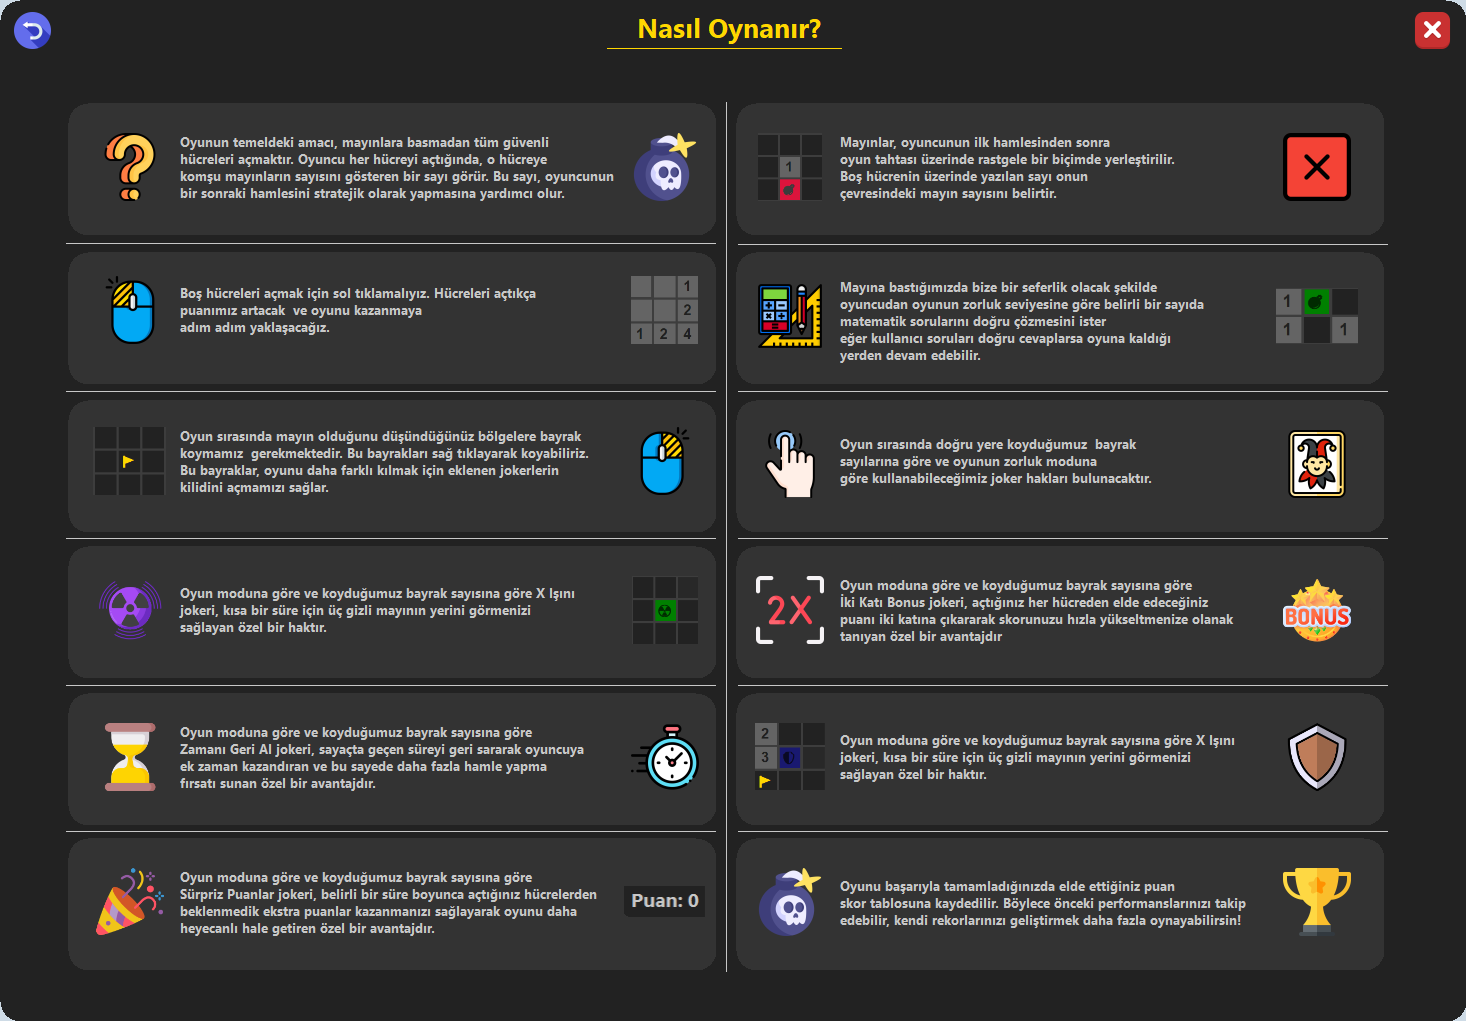 Nasıl Oynanır?
Oyunun temeldeki amacı, mayınlara basmadan tüm güvenli
hücreleri açmaktır. Oyuncu her hücreyi açtığında, o hücreye
komşu mayınların sayısını gösteren bir sayı görür. Bu sayı, oyuncunun
bir sonraki hamlesini stratejik olarak yapmasına yardımcı olur.
1
Mayınlar, oyuncunun ilk hamlesinden sonra
oyun tahtası üzerinde rastgele bir biçimde yerleştirilir.
Boş hücrenin üzerinde yazılan sayı onun
çevresindeki mayın sayısını belirtir.
Boş hücreleri açmak için sol tıklamalıyız. Hücreleri açtıkça
puanımız artacak  ve oyunu kazanmaya
adım adım yaklaşacağız.
1
2
1 2 4
Mayına bastığımızda bize bir seferlik olacak şekilde
oyuncudan oyunun zorluk seviyesine göre belirli bir sayıda
matematik sorularını doğru çözmesini ister
eğer kullanıcı soruları doğru cevaplarsa oyuna kaldığı
yerden devam edebilir.
1
1 1
Oyun sırasında mayın olduğunu düşündüğünüz bölgelere bayrak
koymamız  gerekmektedir. Bu bayrakları sağ tıklayarak koyabiliriz.
Bu bayraklar, oyunu daha farklı kılmak için eklenen jokerlerin
kilidini açmamızı sağlar.
Oyun sırasında doğru yere koyduğumuz  bayrak
sayılarına göre ve oyunun zorluk moduna
göre kullanabileceğimiz joker hakları bulunacaktır.
Oyun moduna göre ve koyduğumuz bayrak sayısına göre X Işını
jokeri, kısa bir süre için üç gizli mayının yerini görmenizi
sağlayan özel bir haktır.
2X
Oyun moduna göre ve koyduğumuz bayrak sayısına göre
İki Katı Bonus jokeri, açtığınız her hücreden elde edeceğiniz
puanı iki katına çıkararak skorunuzu hızla yükseltmenize olanak
tanıyan özel bir avantajdır
BONUS
Oyun moduna göre ve koyduğumuz bayrak sayısına göre
Zamanı Geri Al jokeri, sayaçta geçen süreyi geri sararak oyuncuya
ek zaman kazandıran ve bu sayede daha fazla hamle yapma
fırsatı sunan özel bir avantajdır.
2
3
Oyun moduna göre ve koyduğumuz bayrak sayısına göre X Işını
jokeri, kısa bir süre için üç gizli mayının yerini görmenizi
sağlayan özel bir haktır.
Oyun moduna göre ve koyduğumuz bayrak sayısına göre
Sürpriz Puanlar jokeri, belirli bir süre boyunca açtığınız hücrelerden
beklenmedik ekstra puanlar kazanmanızı sağlayarak oyunu daha
heyecanlı hale getiren özel bir avantajdır.
Puan: 0
Oyunu başarıyla tamamladığınızda elde ettiğiniz puan
skor tablosuna kaydedilir. Böylece önceki performanslarınızı takip
edebilir, kendi rekorlarınızı geliştirmek daha fazla oynayabilirsin!